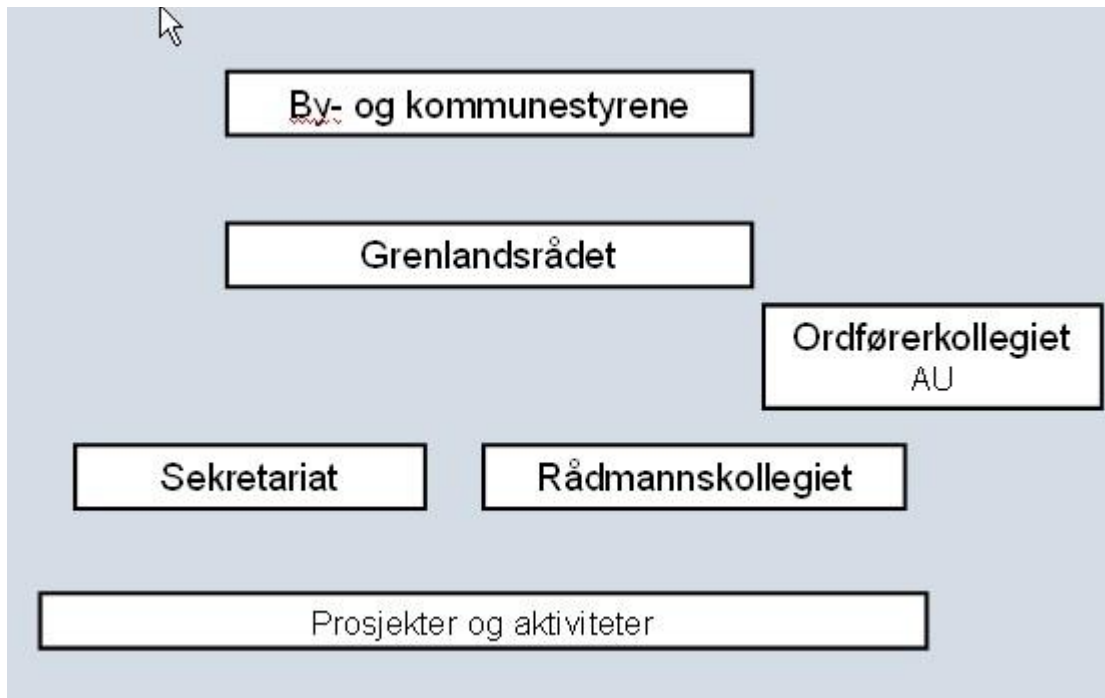 By- og kommunestyrene
Grenlandsrådet
Ordførerkollegiet
AU
Sekretariat
Rådmannskollegiet
Prosjekter og aktiviteter